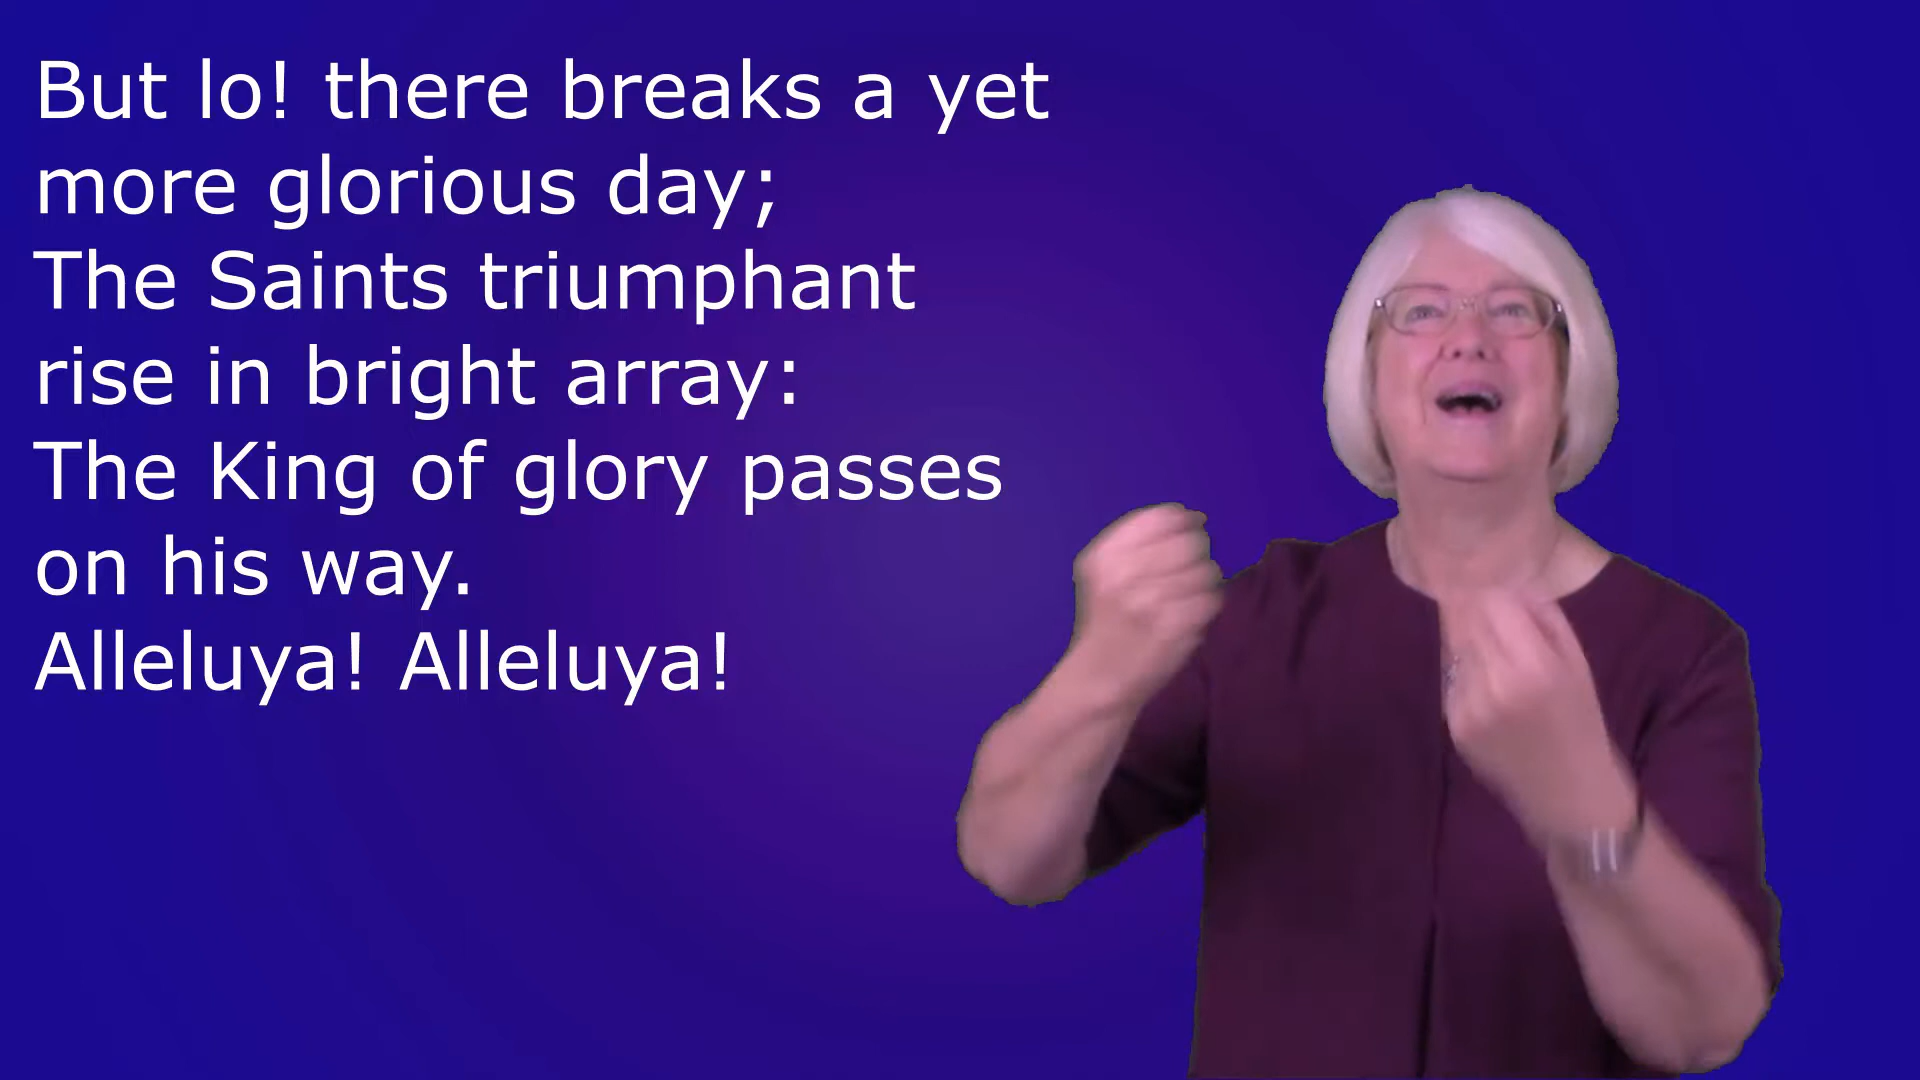 But lo! there breaks a yet
more glorious day;
The Saints triumphant
rise in bright array:
The King of glory passes
on his way.
Alleluya! Alleluya!